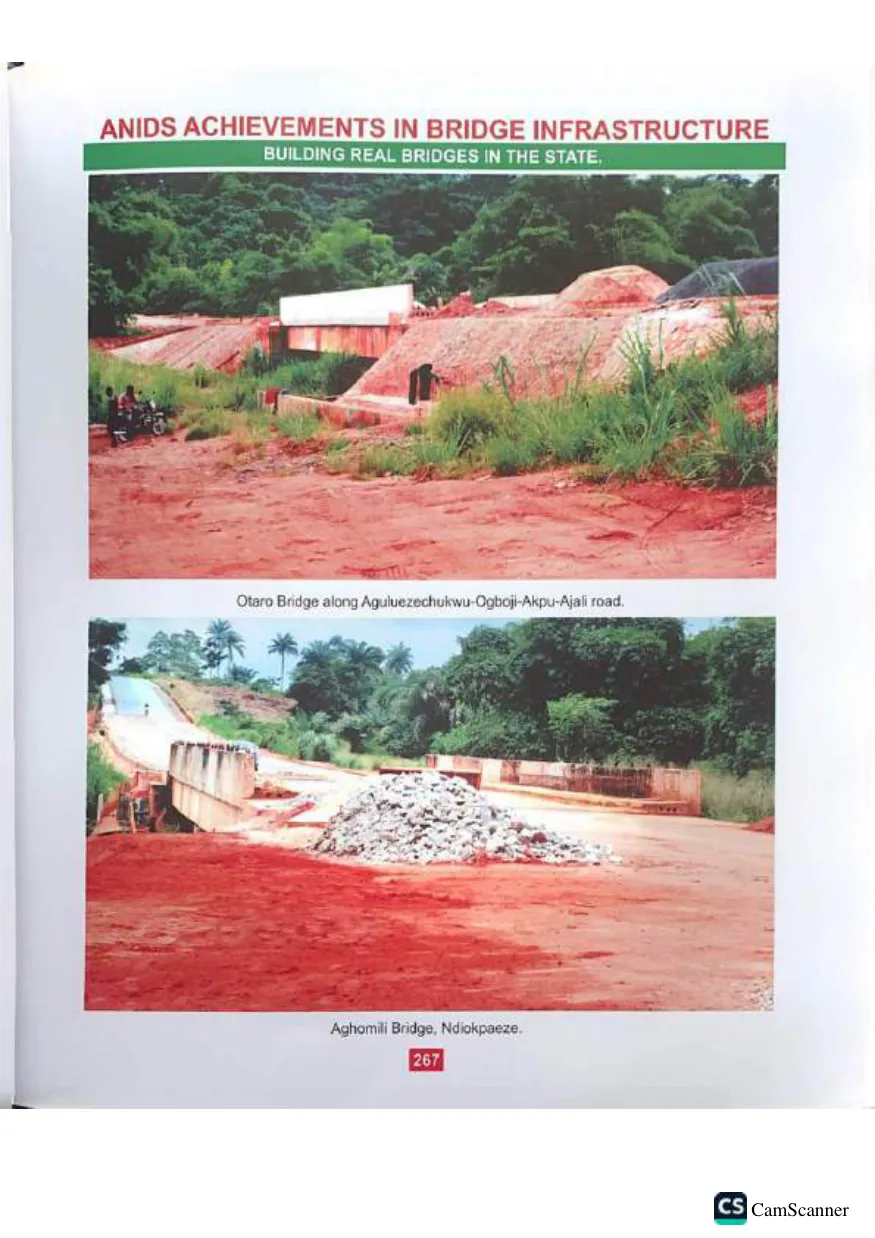 ANIDS ACHIEVEMENTS IN BRIDGE INFRASTRUCTURE
BUILDING REAL BRIDGES IN THE STATE.
Otaro Bridge along Aguluezechukwu-Ogboji-Akpu-Ajali road.
Aghomili Bridge, Ndiokpaeze.
267
CS CamScanner